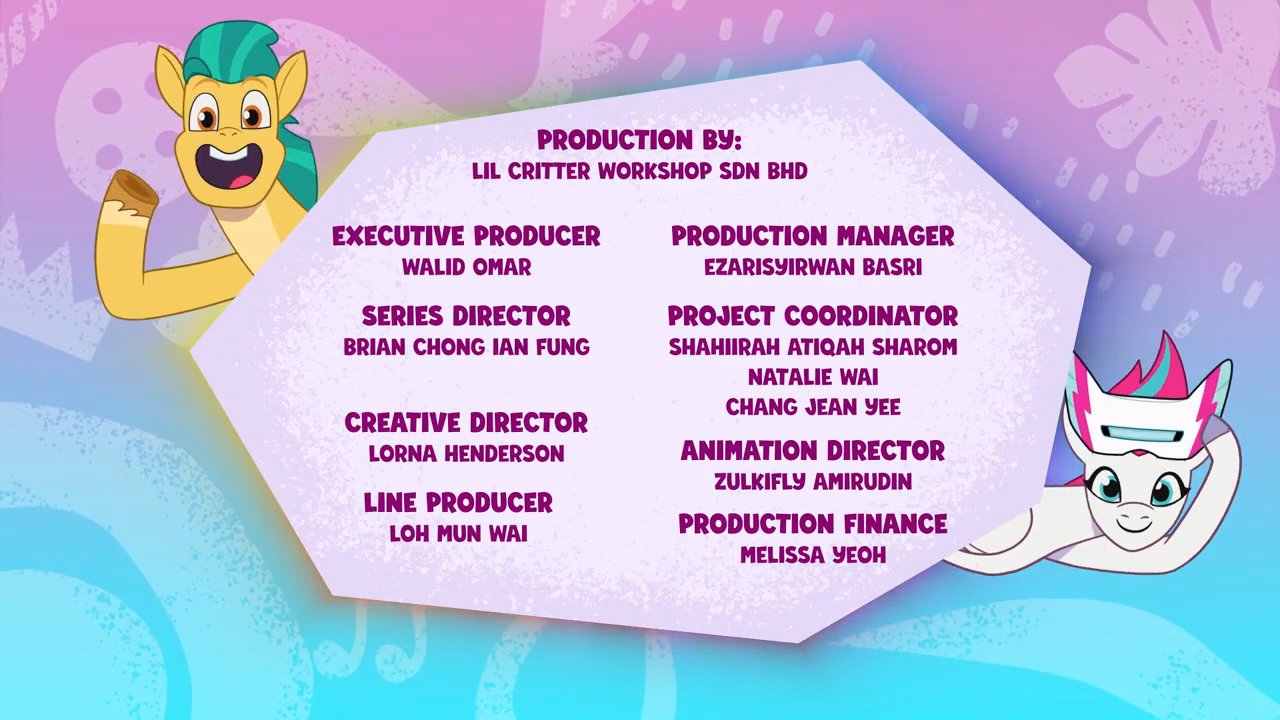 PRODUCTION BY:
LIL CRITTER WORKSHOP SDN BHD
EXECUTIVE PRODUCER
WALID OMAR
SERIES DIRECTOR
BRIAN CHONG IAN FUNG
CREATIVE DIRECTOR
LORNA HENDERSON
LINE PRODUCER
LOH MUN WAI
PRODUCTION MANAGER
EZARISYIRWAN BASRI
PROJECT COORDINATOR
SHAHIIRAH ATIQAH SHAROM
NATALIE WAI
CHANG JEAN YEE
ANIMATION DIRECTOR
ZULKIFLY AMIRUDIN
PRODUCTION FINANCE
MELISSA YEOH